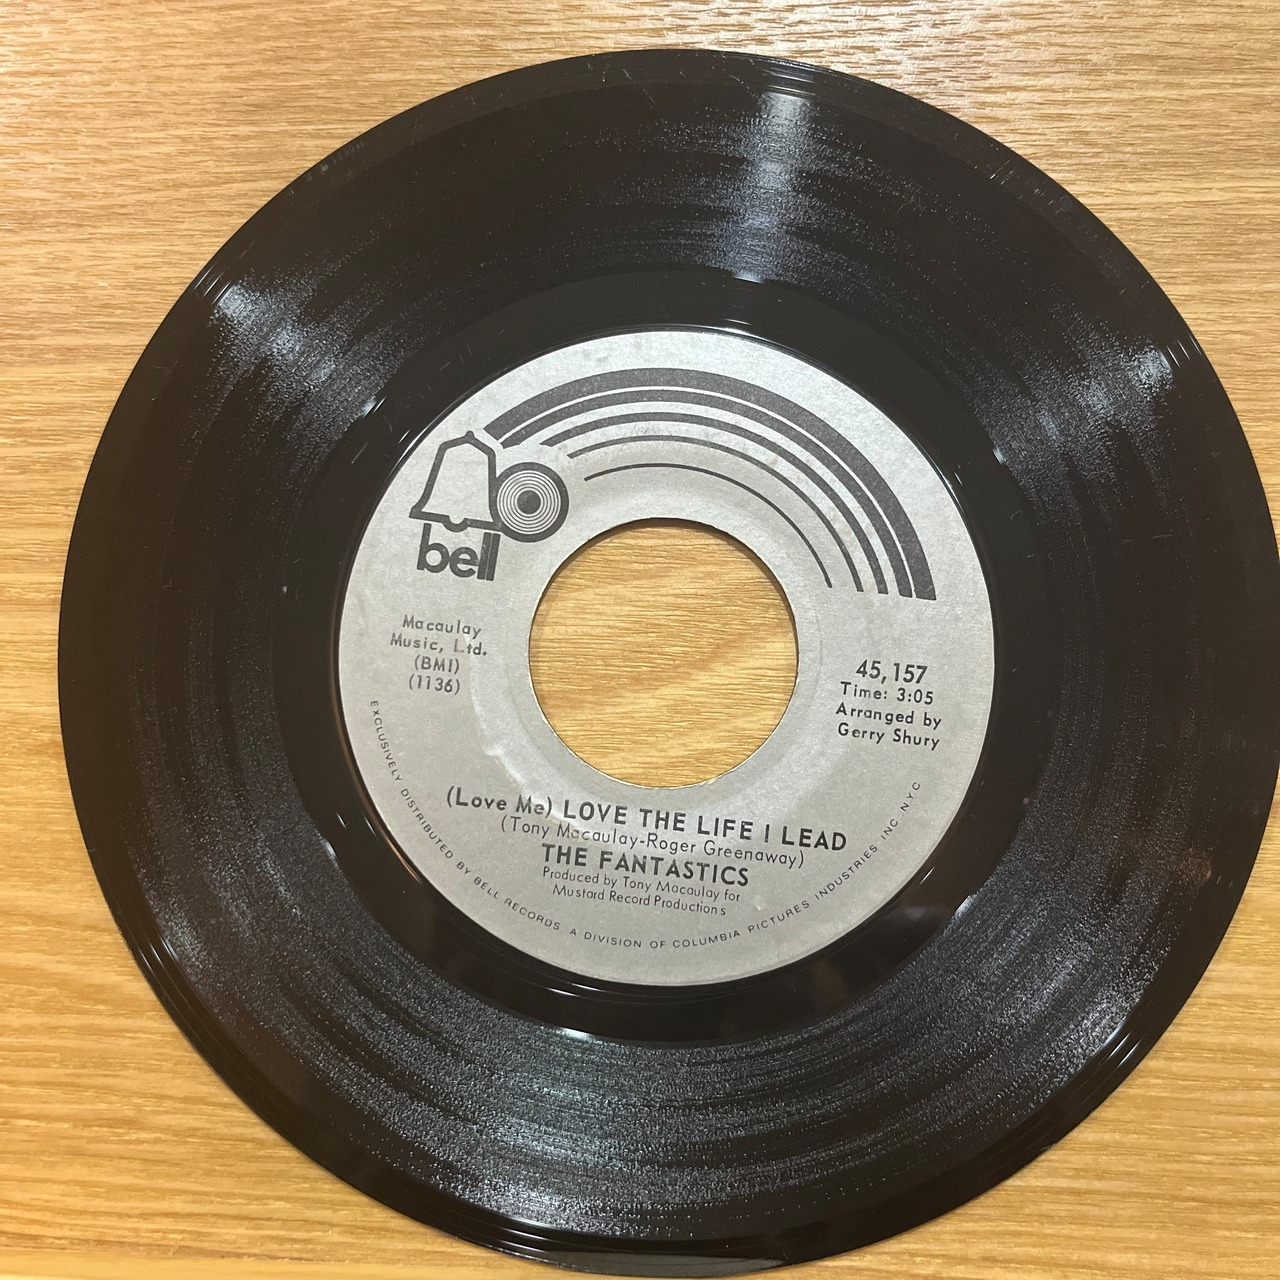 bell
Macaulay
Music, Ltd.
(BMI)
(1136)
45,157
Time: 3:05
Arranged by
Gerry Shury
(Love Me) LOVE THE LIFE I LEAD
(Tony Macaulay-Roger Greenaway)
THE FANTASTICS
Produced by Tony Macaulay for
Mustard Record Productions
EXCLUSIVELY DISTRIBUTED BY BELL RECORDS A DIVISION OF COLUMBIA PICTURES INDUSTRIES INC. N.Y.C